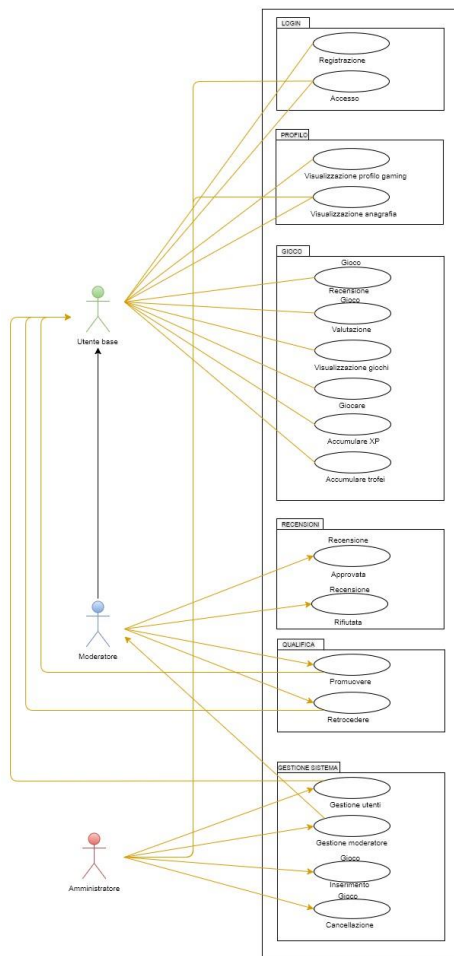 LOGIN
Registrazione
Accesso
PROFILO
Visualizzazione profilo gaming
Visualizzazione anagrafia
GIOCO
Gioco
Recensione
Gioco
Valutazione
Visualizzazione giocchi
Giocare
Accumulare XP
Accumulare trofei
Utente base
RECENSIONI
Recensione
Approvata
Recensione
Rifiutata
Moderatore
QUALIFICA
Promuovere
Retrocedere
GESTIONE SISTEMA
Gestione utenti
Gestione moderatore
Gioco
Inserimento
Gioco
Cancellazione
Amministratore